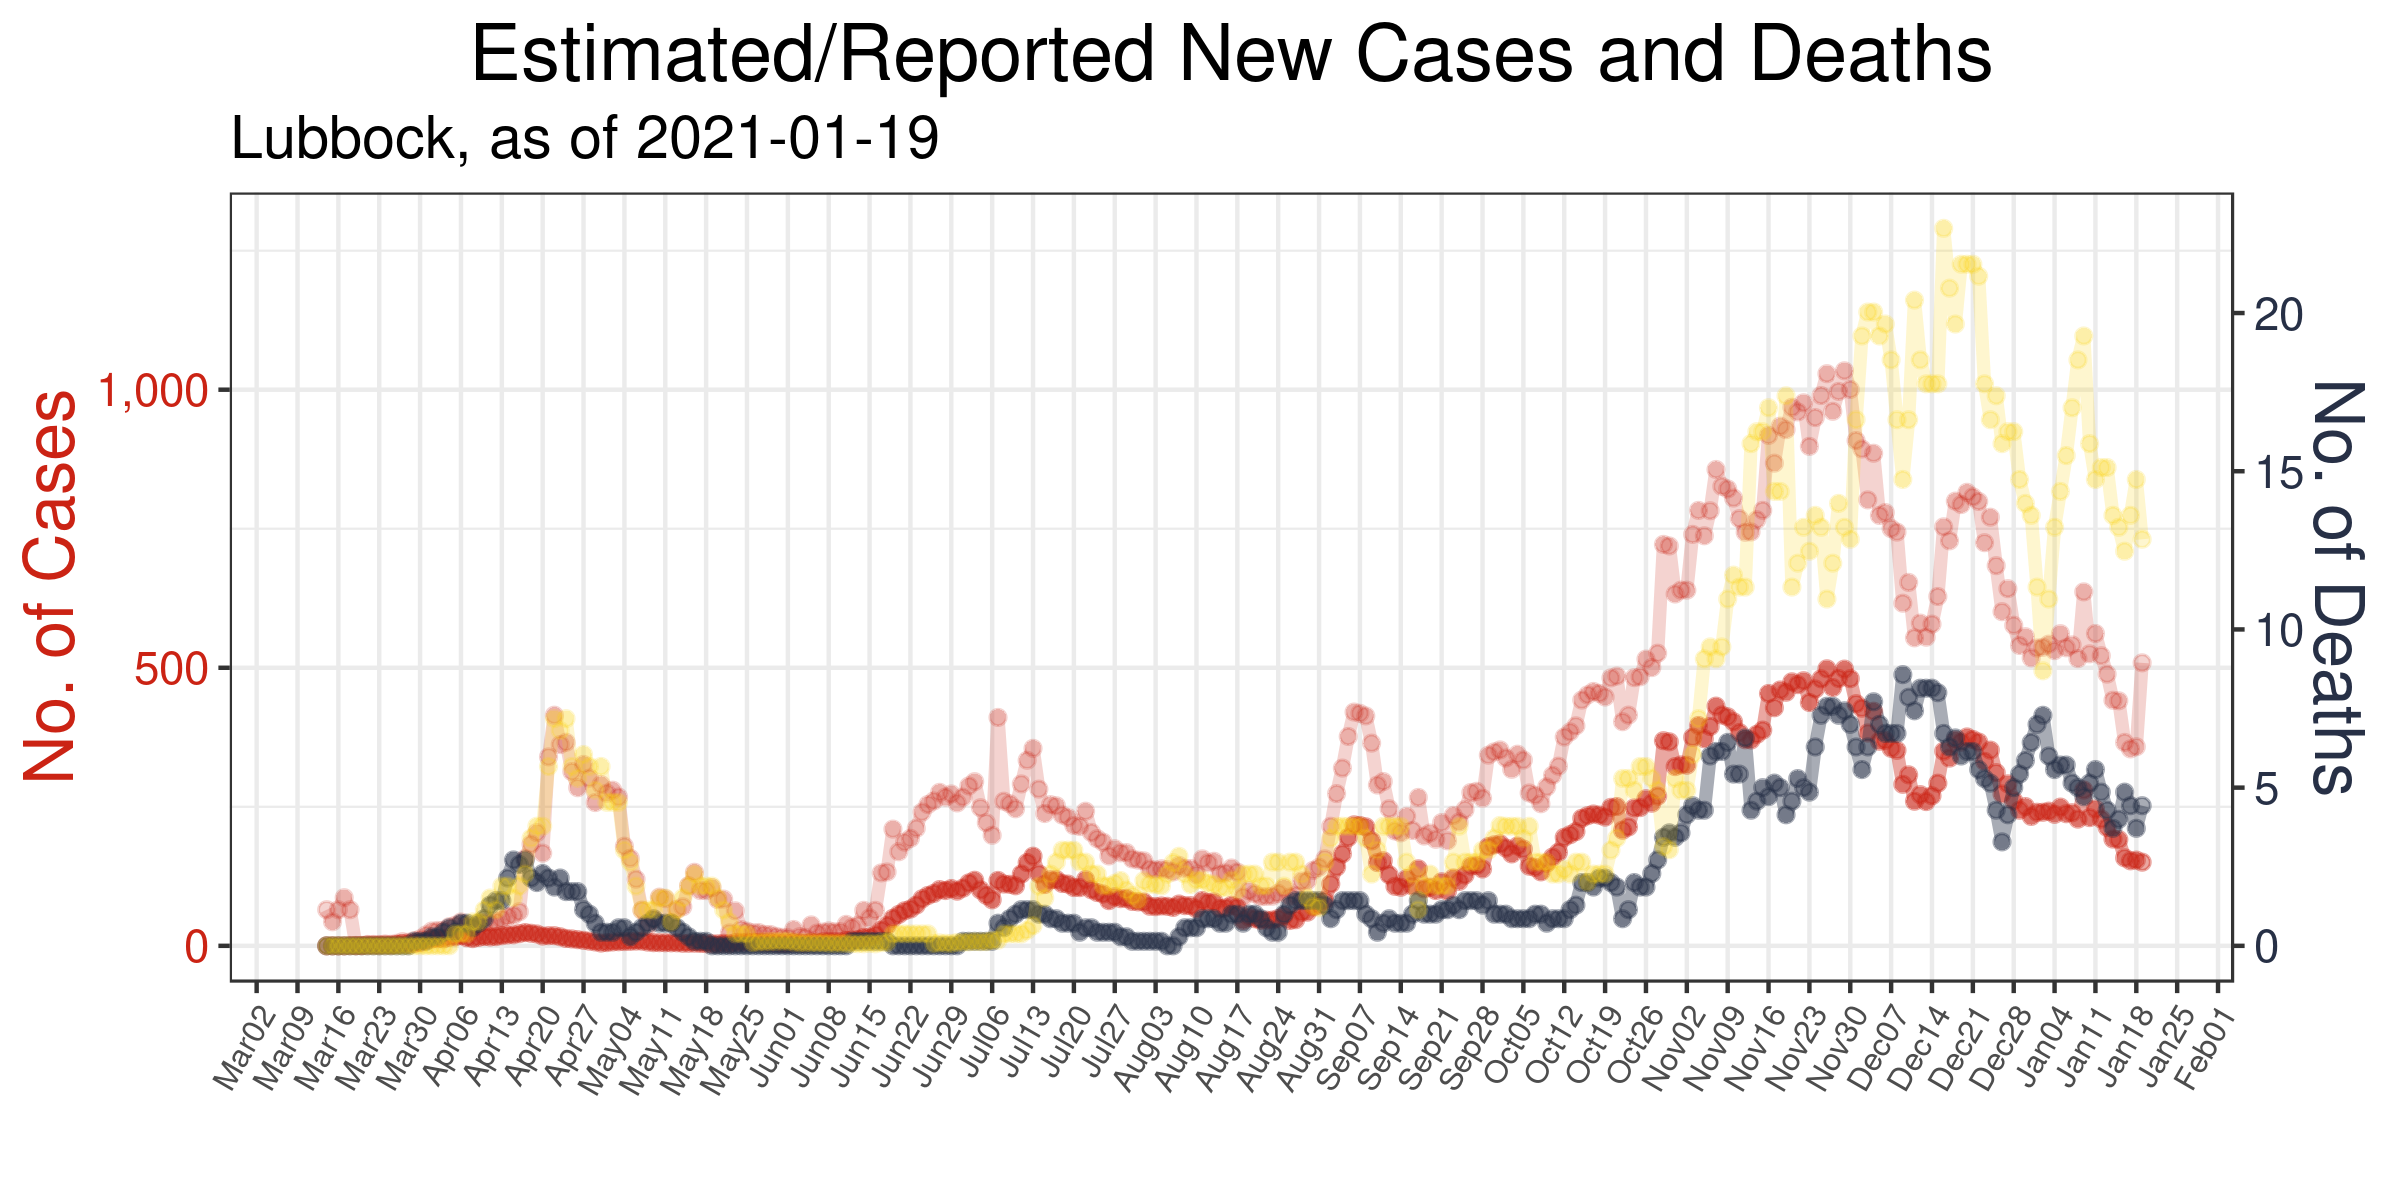 Estimated/Reported New Cases and Deaths
Lubbock, as of 2021-01-19
No. of Cases
1,000
500
0
No. of Deaths
20
15
10
5
0
Mar02
Mar09
Mar16
Mar23
Mar30
Apr06
Apr13
Apr20
Apr27
May04
May11
May18
May25
Jun01
Jun08
Jun15
Jun22
Jun29
Jul06
Jul13
Jul20
Jul27
Aug03
Aug10
Aug17
Aug24
Aug31
Sep07
Sep14
Sep21
Sep28
Oct05
Oct12
Oct19
Oct26
Nov02
Nov09
Nov16
Nov23
Nov30
Dec07
Dec14
Dec21
Dec28
Jan04
Jan11
Jan18
Jan25
Feb01